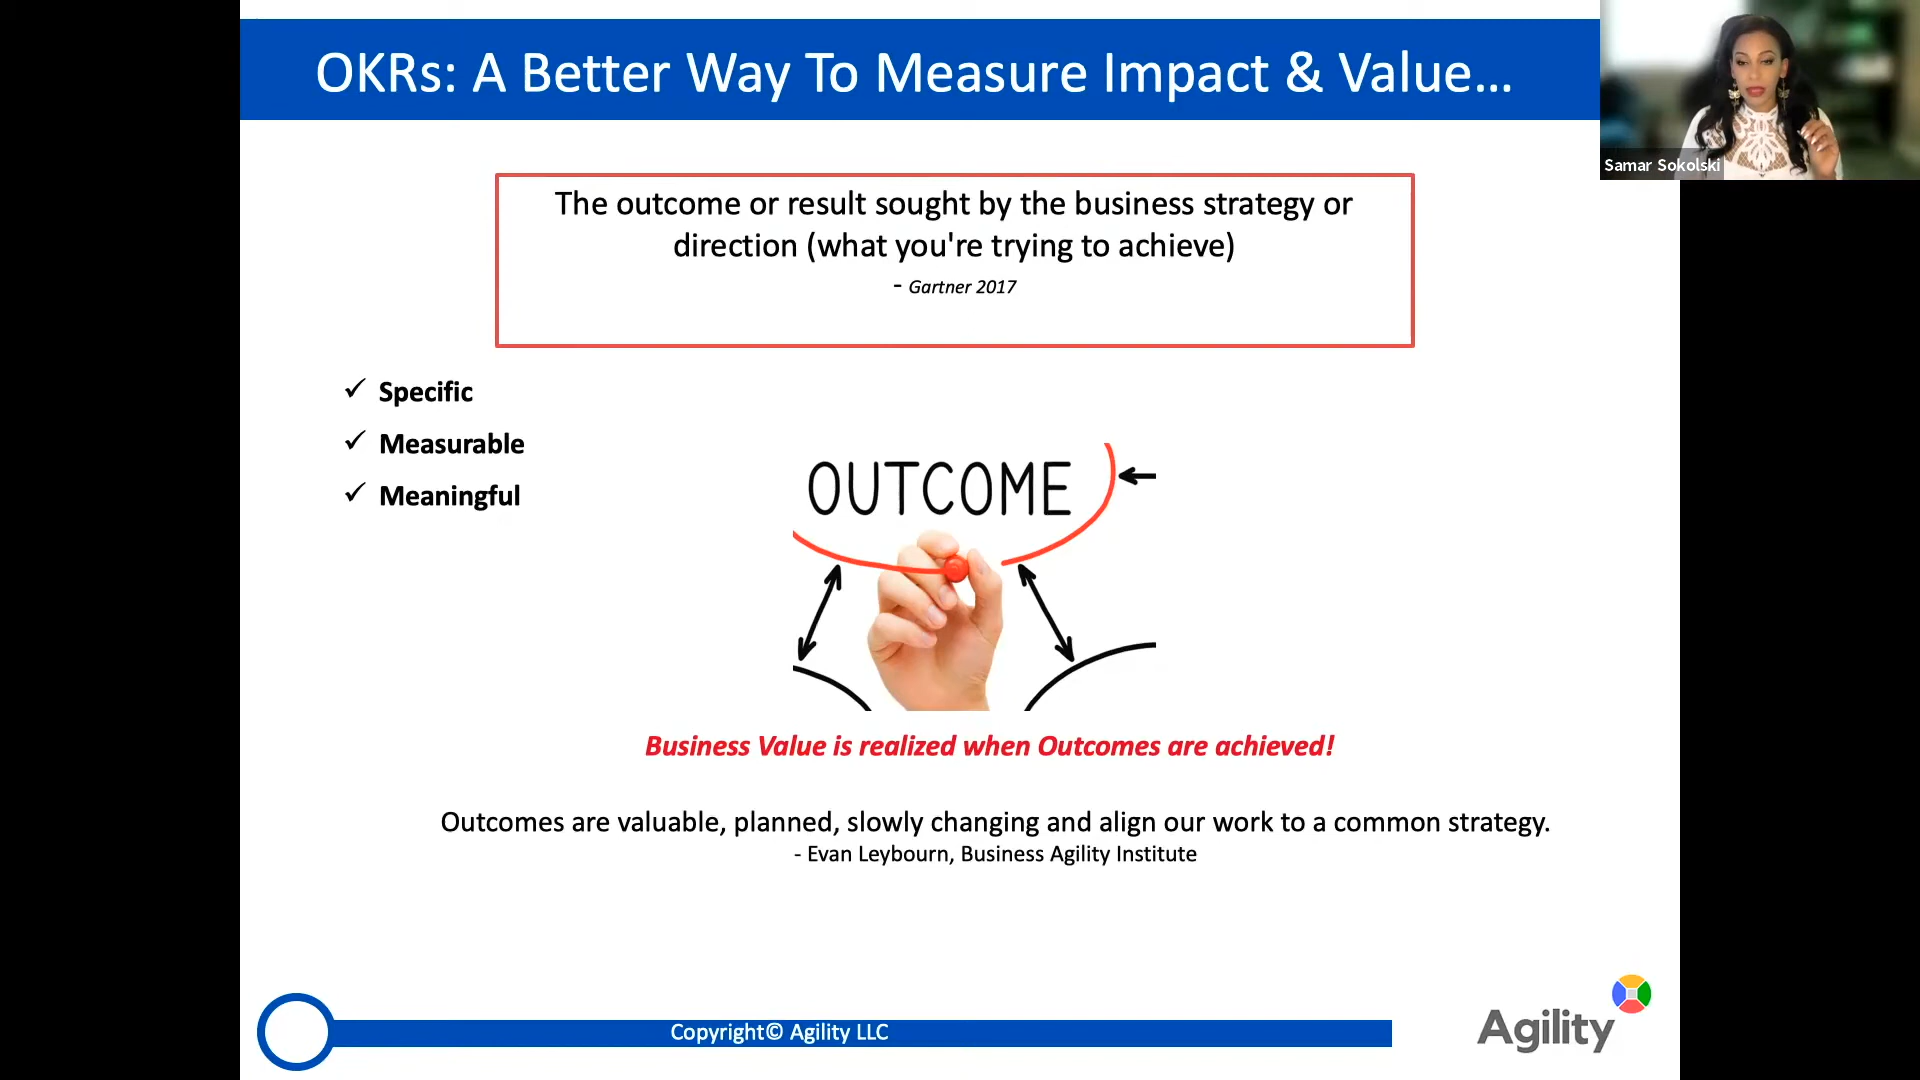 OKRs: A Better Way To Measure Impact & Value...
Samar Sokolski
The outcome or result sought by the business strategy or
direction (what you're trying to achieve)
- Gartner 2017
✓ Specific
✓ Measurable
✓ Meaningful
OUTCOME
Business Value is realized when Outcomes are achieved!
Outcomes are valuable, planned, slowly changing and align our work to a common strategy.
- Evan Leybourn, Business Agility Institute
Copyright© Agility LLC
Agility